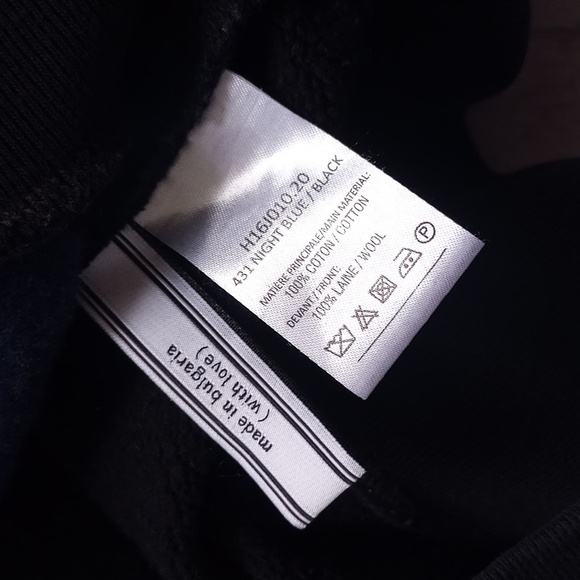 H16J010.20
431 NIGHT BLUE / BLACK
MATIÈRE PRINCIPALE/MAIN MATERIAL:
100% COTON / COTTON
DEVANT / FRONT:
100% LAINE / WOOL
P
made in bulgaria
( with love )